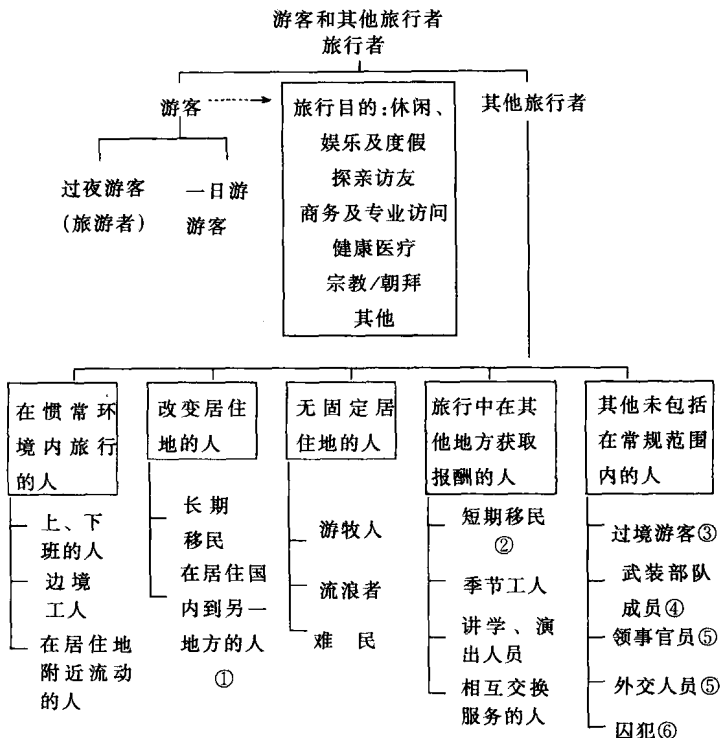 游客和其他旅行者
旅行者
游客
旅行目的:休闲、
娱乐及度假
探亲访友
商务及专业访问
健康医疗
宗教/朝拜
其他
其他旅行者
过夜游客
(旅游者)
一日游
游客
在惯常环
境内旅行
的人
上、下
班的人
边境
工人
在居住地
附近流动
的人
改变居住
地的人
长期
移民
在居住国
内到另一
地方的人
①
无固定居
住地的人
游牧人
流浪者
难民
旅行中在其
他地方获取
报酬的人
短期移民
②
季节工人
讲学、演
出人员
相互交换
服务的人
其他未包括
在常规范围
内的人
过境游客③
武装部队
成员④
领事官员⑤
外交人员⑤
囚犯⑥